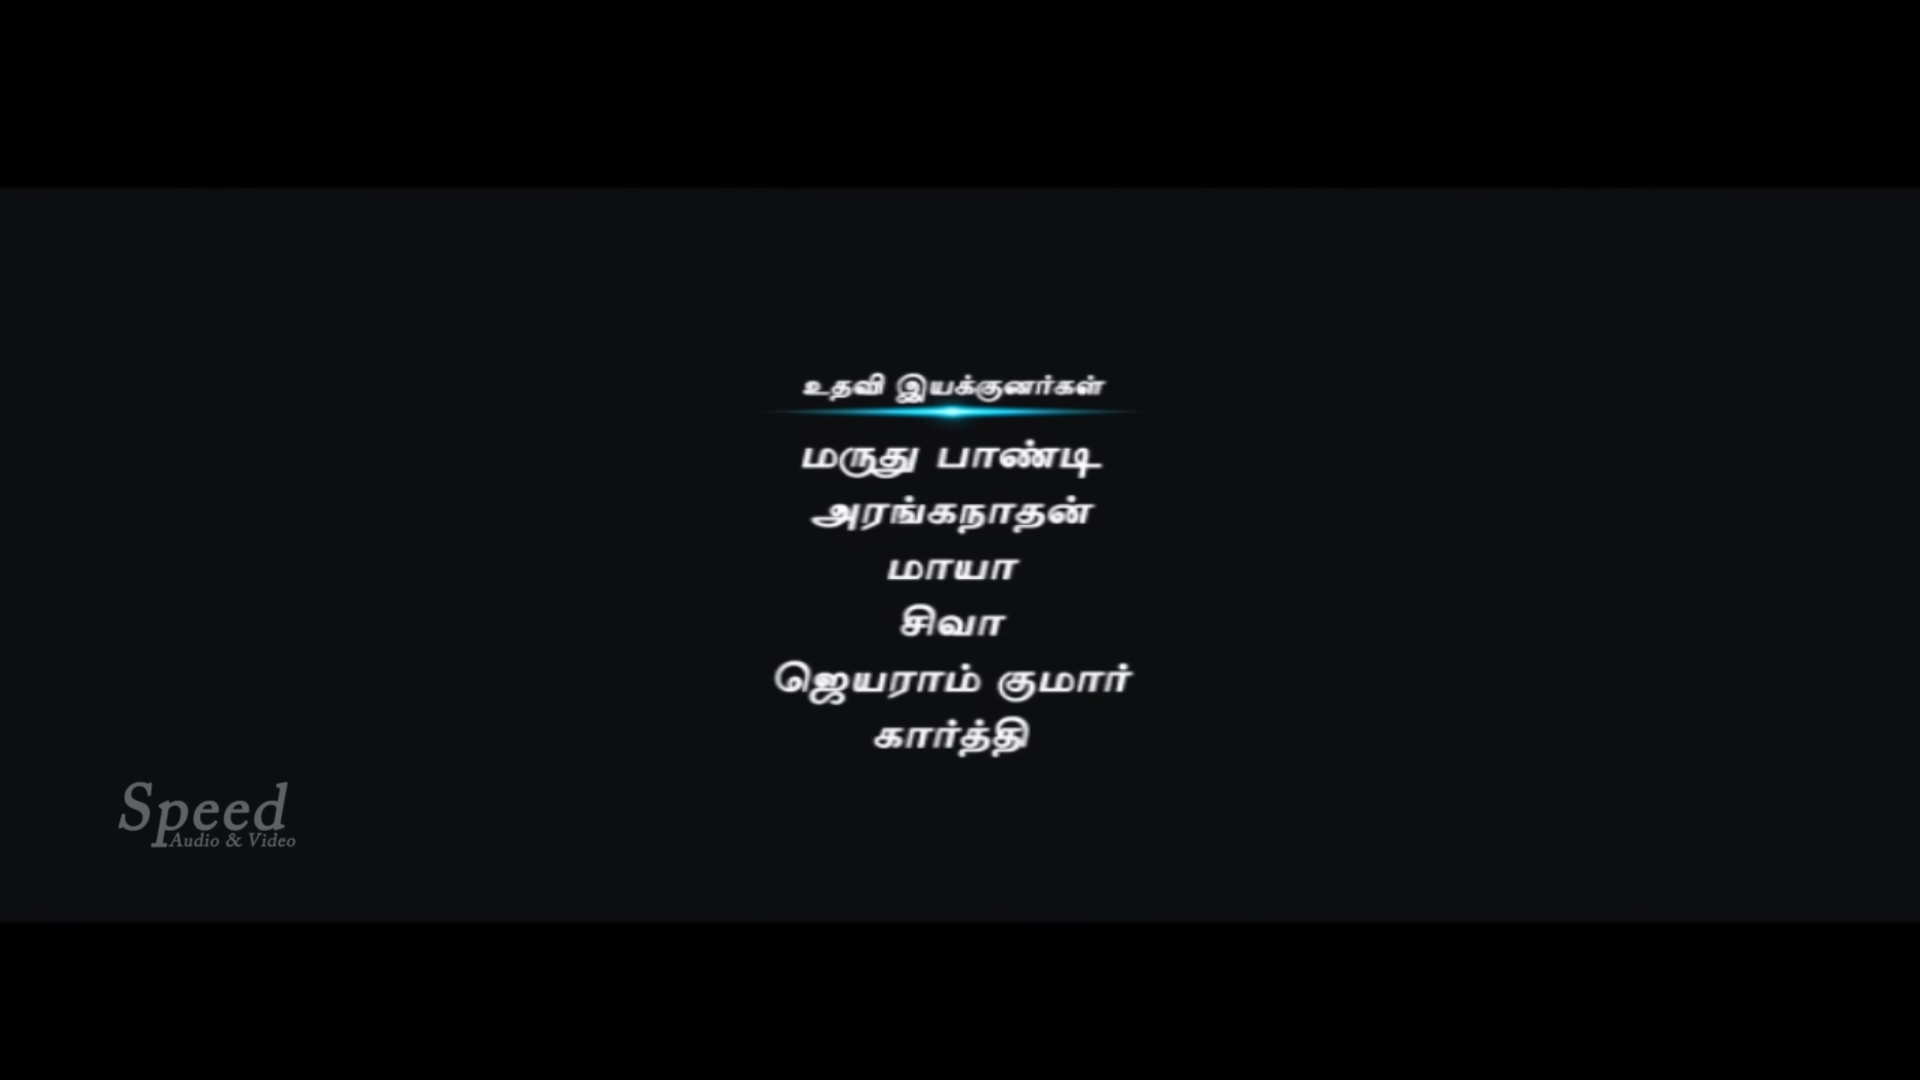 உதவி இயக்குனர்கள்
மருது பாண்டி
அரங்கநாதன்
மாயா
சிவா
ஜெயராம் குமார்
கார்த்தி
Speed
Audio & Video